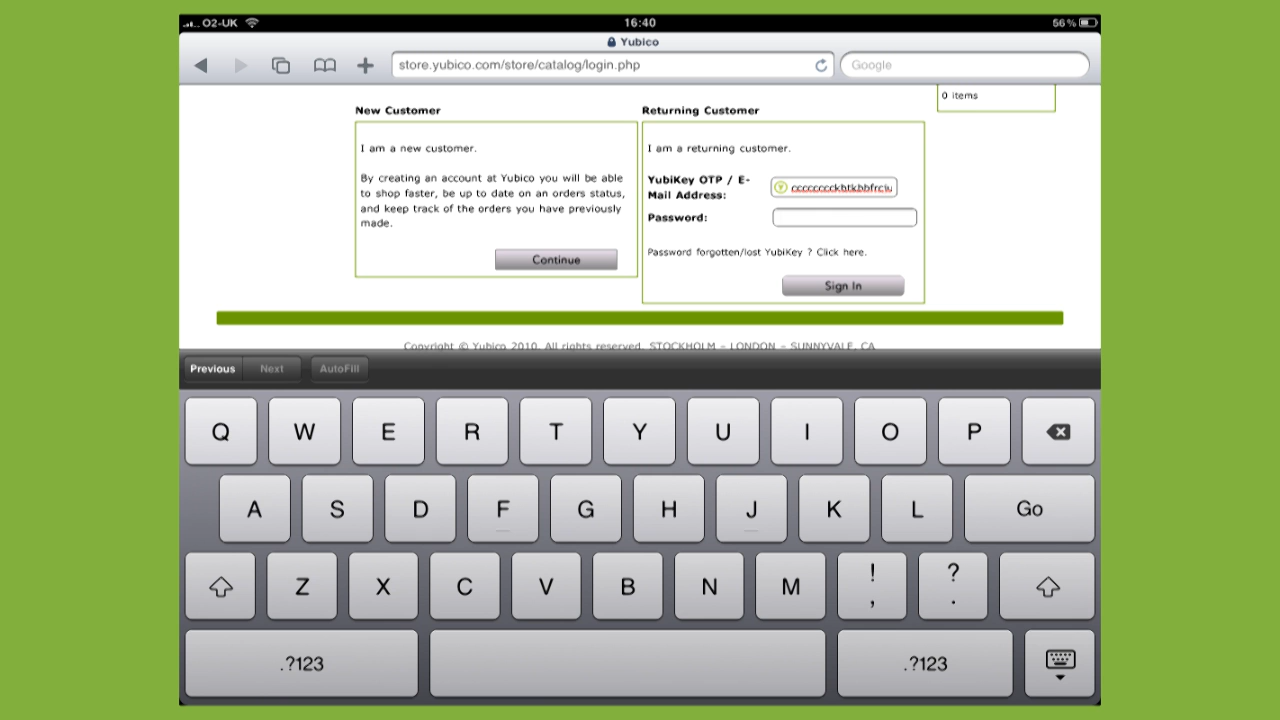 O2-UK 16:40 56 %
Yubico
store.yubico.com/store/catalog/login.php Google
0 items
New Customer
I am a new customer.
By creating an account at Yubico you will be able
to shop faster, be up to date on an orders status,
and keep track of the orders you have previously
made.
Continue
Returning Customer
I am a returning customer.
YubiKey OTP / E-
Mail Address:
Password:
Password forgotten/lost YubiKey ? Click here.
Sign In
Copyright © Yubico 2010. All rights reserved. STOCKHOLM – LONDON – SUNNYVALE, CA
Previous Next AutoFill
Q W E R T Y U I O P
A S D F G H J K L Go
Z X C V B N M ! , ? .
.?123 .?123